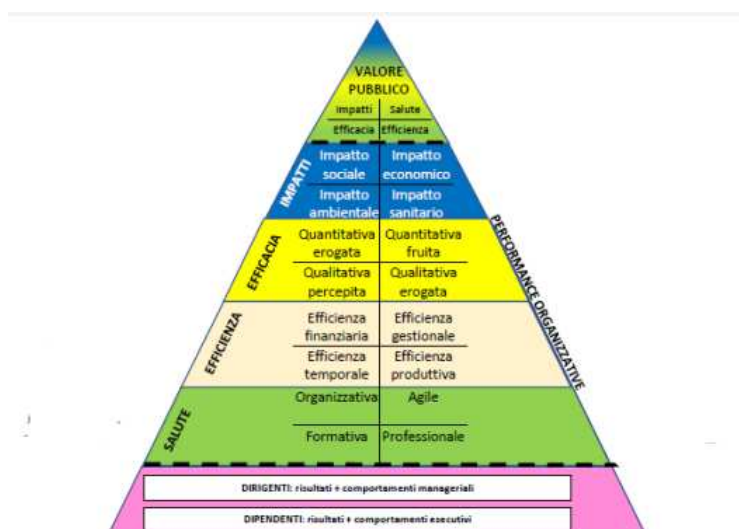 VALORE
PUBBLICO
Impatti Salute
Efficacia Efficienza
IMPATTI
Impatto Impatto
sociale economico
Impatto Impatto
ambientale sanitario
EFFICACIA
Quantitativa Quantitativa
erogata fruita
Qualitativa Qualitativa
percepita erogata
PERFORMANCE ORGANIZZATIVE
EFFICIENZA
Efficienza Efficienza
finanziaria gestionale
Efficienza Efficienza
temporale produttiva
SALUTE
Organizzativa Agile
Formativa Professionale
DIRIGENTI: risultati + comportamenti manageriali
DIPENDENTI: risultati + comportamenti esecutivi